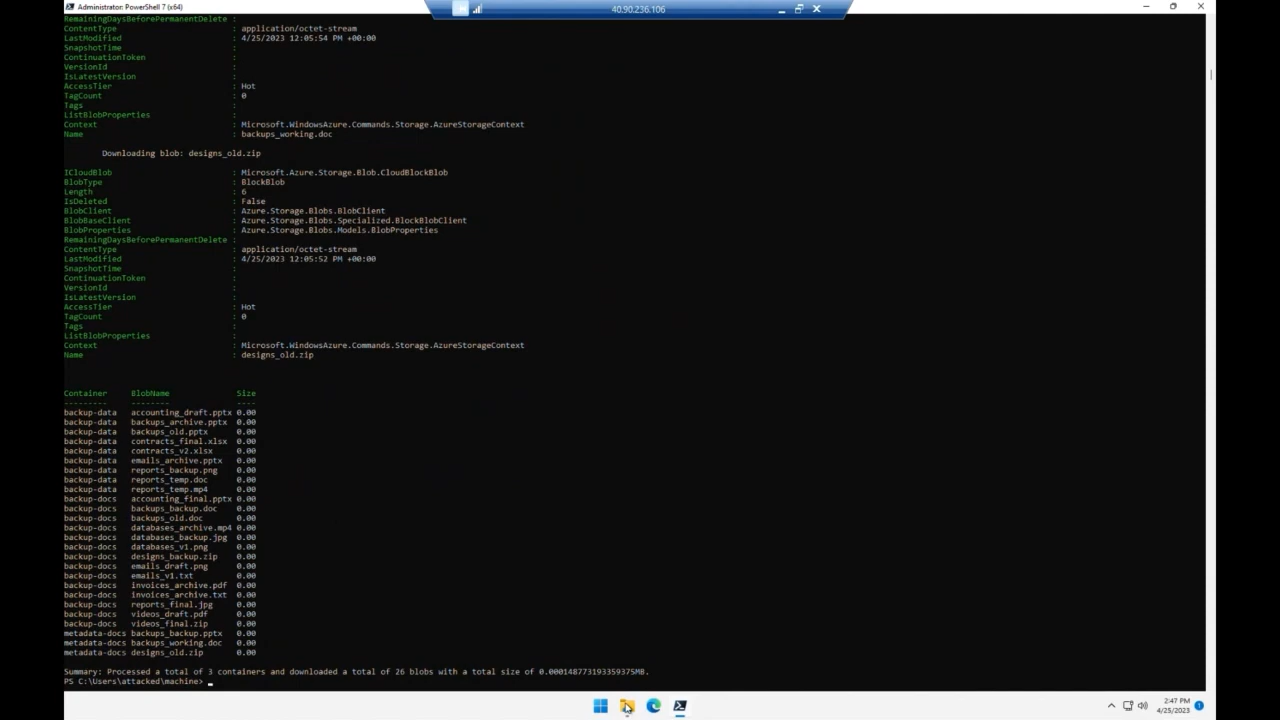 Administrator: PowerShell 7 (x64)
40.90.236.106
RemainingDaysBeforePermanentDelete :
ContentType : application/octet-stream
LastModified : 4/25/2023 12:05:54 PM +00:00
SnapshotTime :
ContinuationToken :
VersionId :
IsLatestVersion :
AccessTier : Hot
TagCount : 0
Tags :
ListBlobProperties :
Context : Microsoft.WindowsAzure.Commands.Storage.AzureStorageContext
Name : backups_working.doc
Downloading blob: designs_old.zip
ICloudBlob : Microsoft.Azure.Storage.Blob.CloudBlockBlob
BlobType : BlockBlob
Length : 6
IsDeleted : False
BlobClient : Azure.Storage.Blobs.BlobClient
BlobBaseClient : Azure.Storage.Blobs.Specialized.BlockBlobClient
BlobProperties : Azure.Storage.Blobs.Models.BlobProperties
RemainingDaysBeforePermanentDelete :
ContentType : application/octet-stream
LastModified : 4/25/2023 12:05:52 PM +00:00
SnapshotTime :
ContinuationToken :
VersionId :
IsLatestVersion :
AccessTier : Hot
TagCount : 0
Tags :
ListBlobProperties :
Context : Microsoft.WindowsAzure.Commands.Storage.AzureStorageContext
Name : designs_old.zip
Container BlobName Size
--------- -------- ----
backup-data accounting_draft.pptx 0.00
backup-data backups_archive.pptx 0.00
backup-data backups_old.pptx 0.00
backup-data contracts_final.xlsx 0.00
backup-data contracts_v2.xlsx 0.00
backup-data emails_archive.pptx 0.00
backup-data reports_backup.png 0.00
backup-data reports_temp.doc 0.00
backup-data reports_temp.mp4 0.00
backup-docs accounting_final.pptx 0.00
backup-docs backups_backup.doc 0.00
backup-docs backups_old.doc 0.00
backup-docs databases_archive.mp4 0.00
backup-docs databases_backup.jpg 0.00
backup-docs databases_v1.png 0.00
backup-docs designs_backup.zip 0.00
backup-docs emails_draft.png 0.00
backup-docs emails_v1.txt 0.00
backup-docs invoices_archive.pdf 0.00
backup-docs invoices_archive.txt 0.00
backup-docs reports_final.jpg 0.00
backup-docs videos_draft.pdf 0.00
backup-docs videos_final.zip 0.00
metadata-docs backups_backup.pptx 0.00
metadata-docs backups_working.doc 0.00
metadata-docs designs_old.zip 0.00
Summary: Processed a total of 3 containers and downloaded a total of 26 blobs with a total size of 0.000148773193359375MB.
PS C:\Users\attacked\machine>
2:47 PM
4/25/2023
1